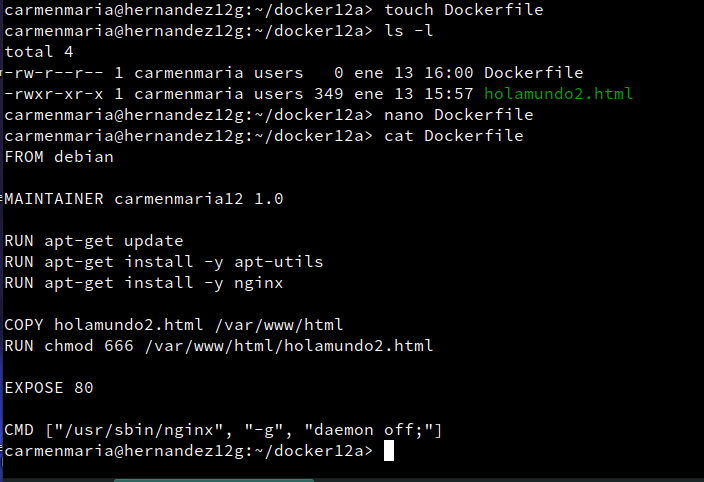 carmenmaria@hernandez12g:~/docker12a> touch Dockerfile
carmenmaria@hernandez12g:~/docker12a> ls -l
total 4
-rw-r--r-- 1 carmenmaria users   0 ene 13 16:00 Dockerfile
-rwxr-xr-x 1 carmenmaria users 349 ene 13 15:57 holamundo2.html
carmenmaria@hernandez12g:~/docker12a> nano Dockerfile
carmenmaria@hernandez12g:~/docker12a> cat Dockerfile
FROM debian

MAINTAINER carmenmaria12 1.0

RUN apt-get update
RUN apt-get install -y apt-utils
RUN apt-get install -y nginx

COPY holamundo2.html /var/www/html
RUN chmod 666 /var/www/html/holamundo2.html

EXPOSE 80

CMD ["/usr/sbin/nginx", "-g", "daemon off;"]
carmenmaria@hernandez12g:~/docker12a>